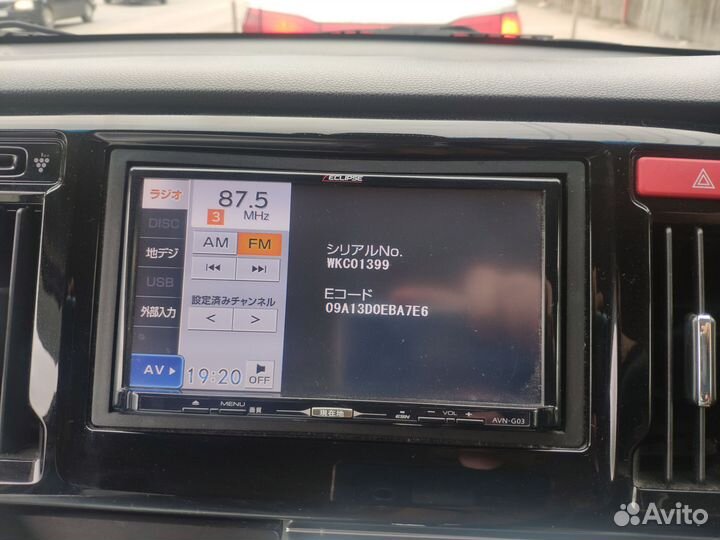 ECLIPSE
ラジオ
87.5
3 MHz
DISC
AM FM
地デジ
USB
設定済みチャンネル
外部入力
< >
AV
19:20
OFF
シリアルNo.
WKC01399
Eコード
09A13D0EBA7E6
MENU
画質
現在地
− VOL +
AVN-G03
Avito